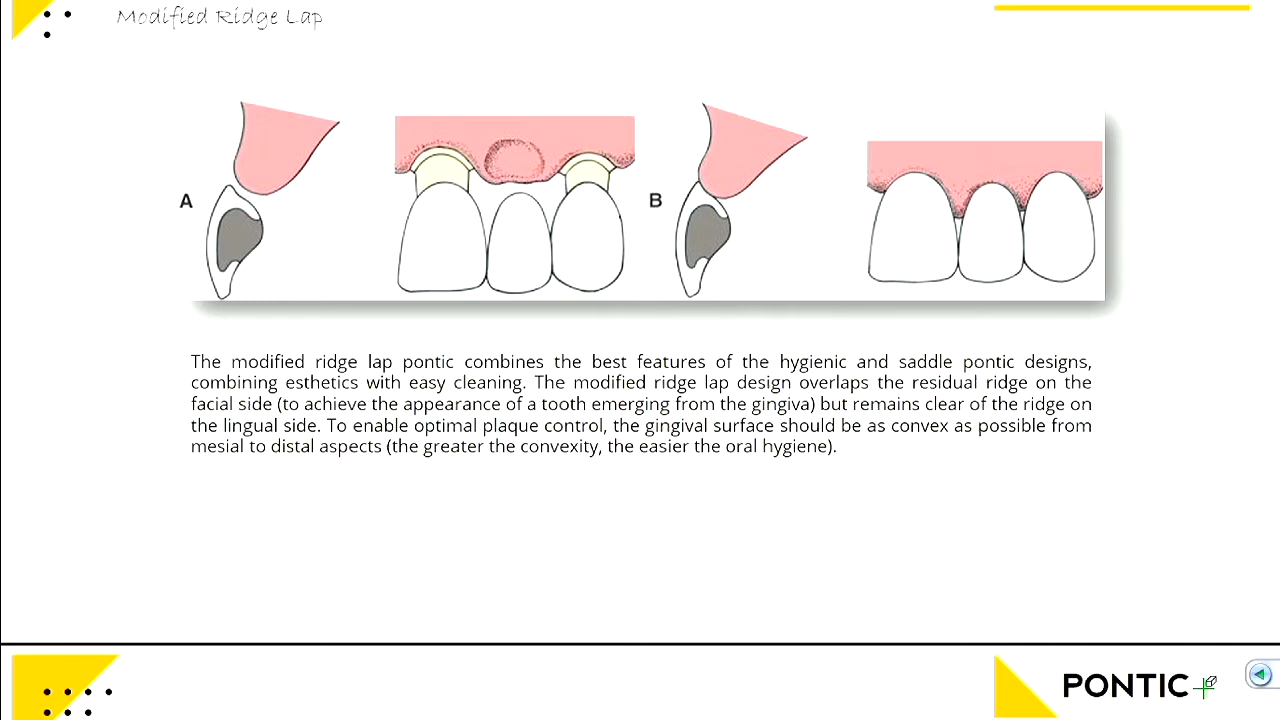 Modified Ridge Lap
A
B
The modified ridge lap pontic combines the best features of the hygienic and saddle pontic designs,
combining esthetics with easy cleaning. The modified ridge lap design overlaps the residual ridge on the
facial side (to achieve the appearance of a tooth emerging from the gingiva) but remains clear of the ridge on
the lingual side. To enable optimal plaque control, the gingival surface should be as convex as possible from
mesial to distal aspects (the greater the convexity, the easier the oral hygiene).
PONTIC